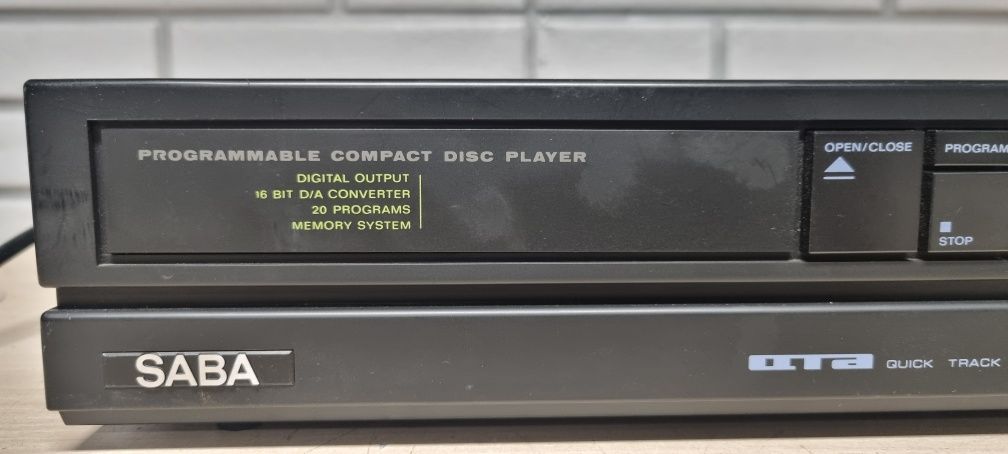 PROGRAMMABLE COMPACT DISC PLAYER
DIGITAL OUTPUT
16 BIT D/A CONVERTER
20 PROGRAMS
MEMORY SYSTEM
OPEN/CLOSE
PROGRAM
STOP
SABA
QTA QUICK TRACK